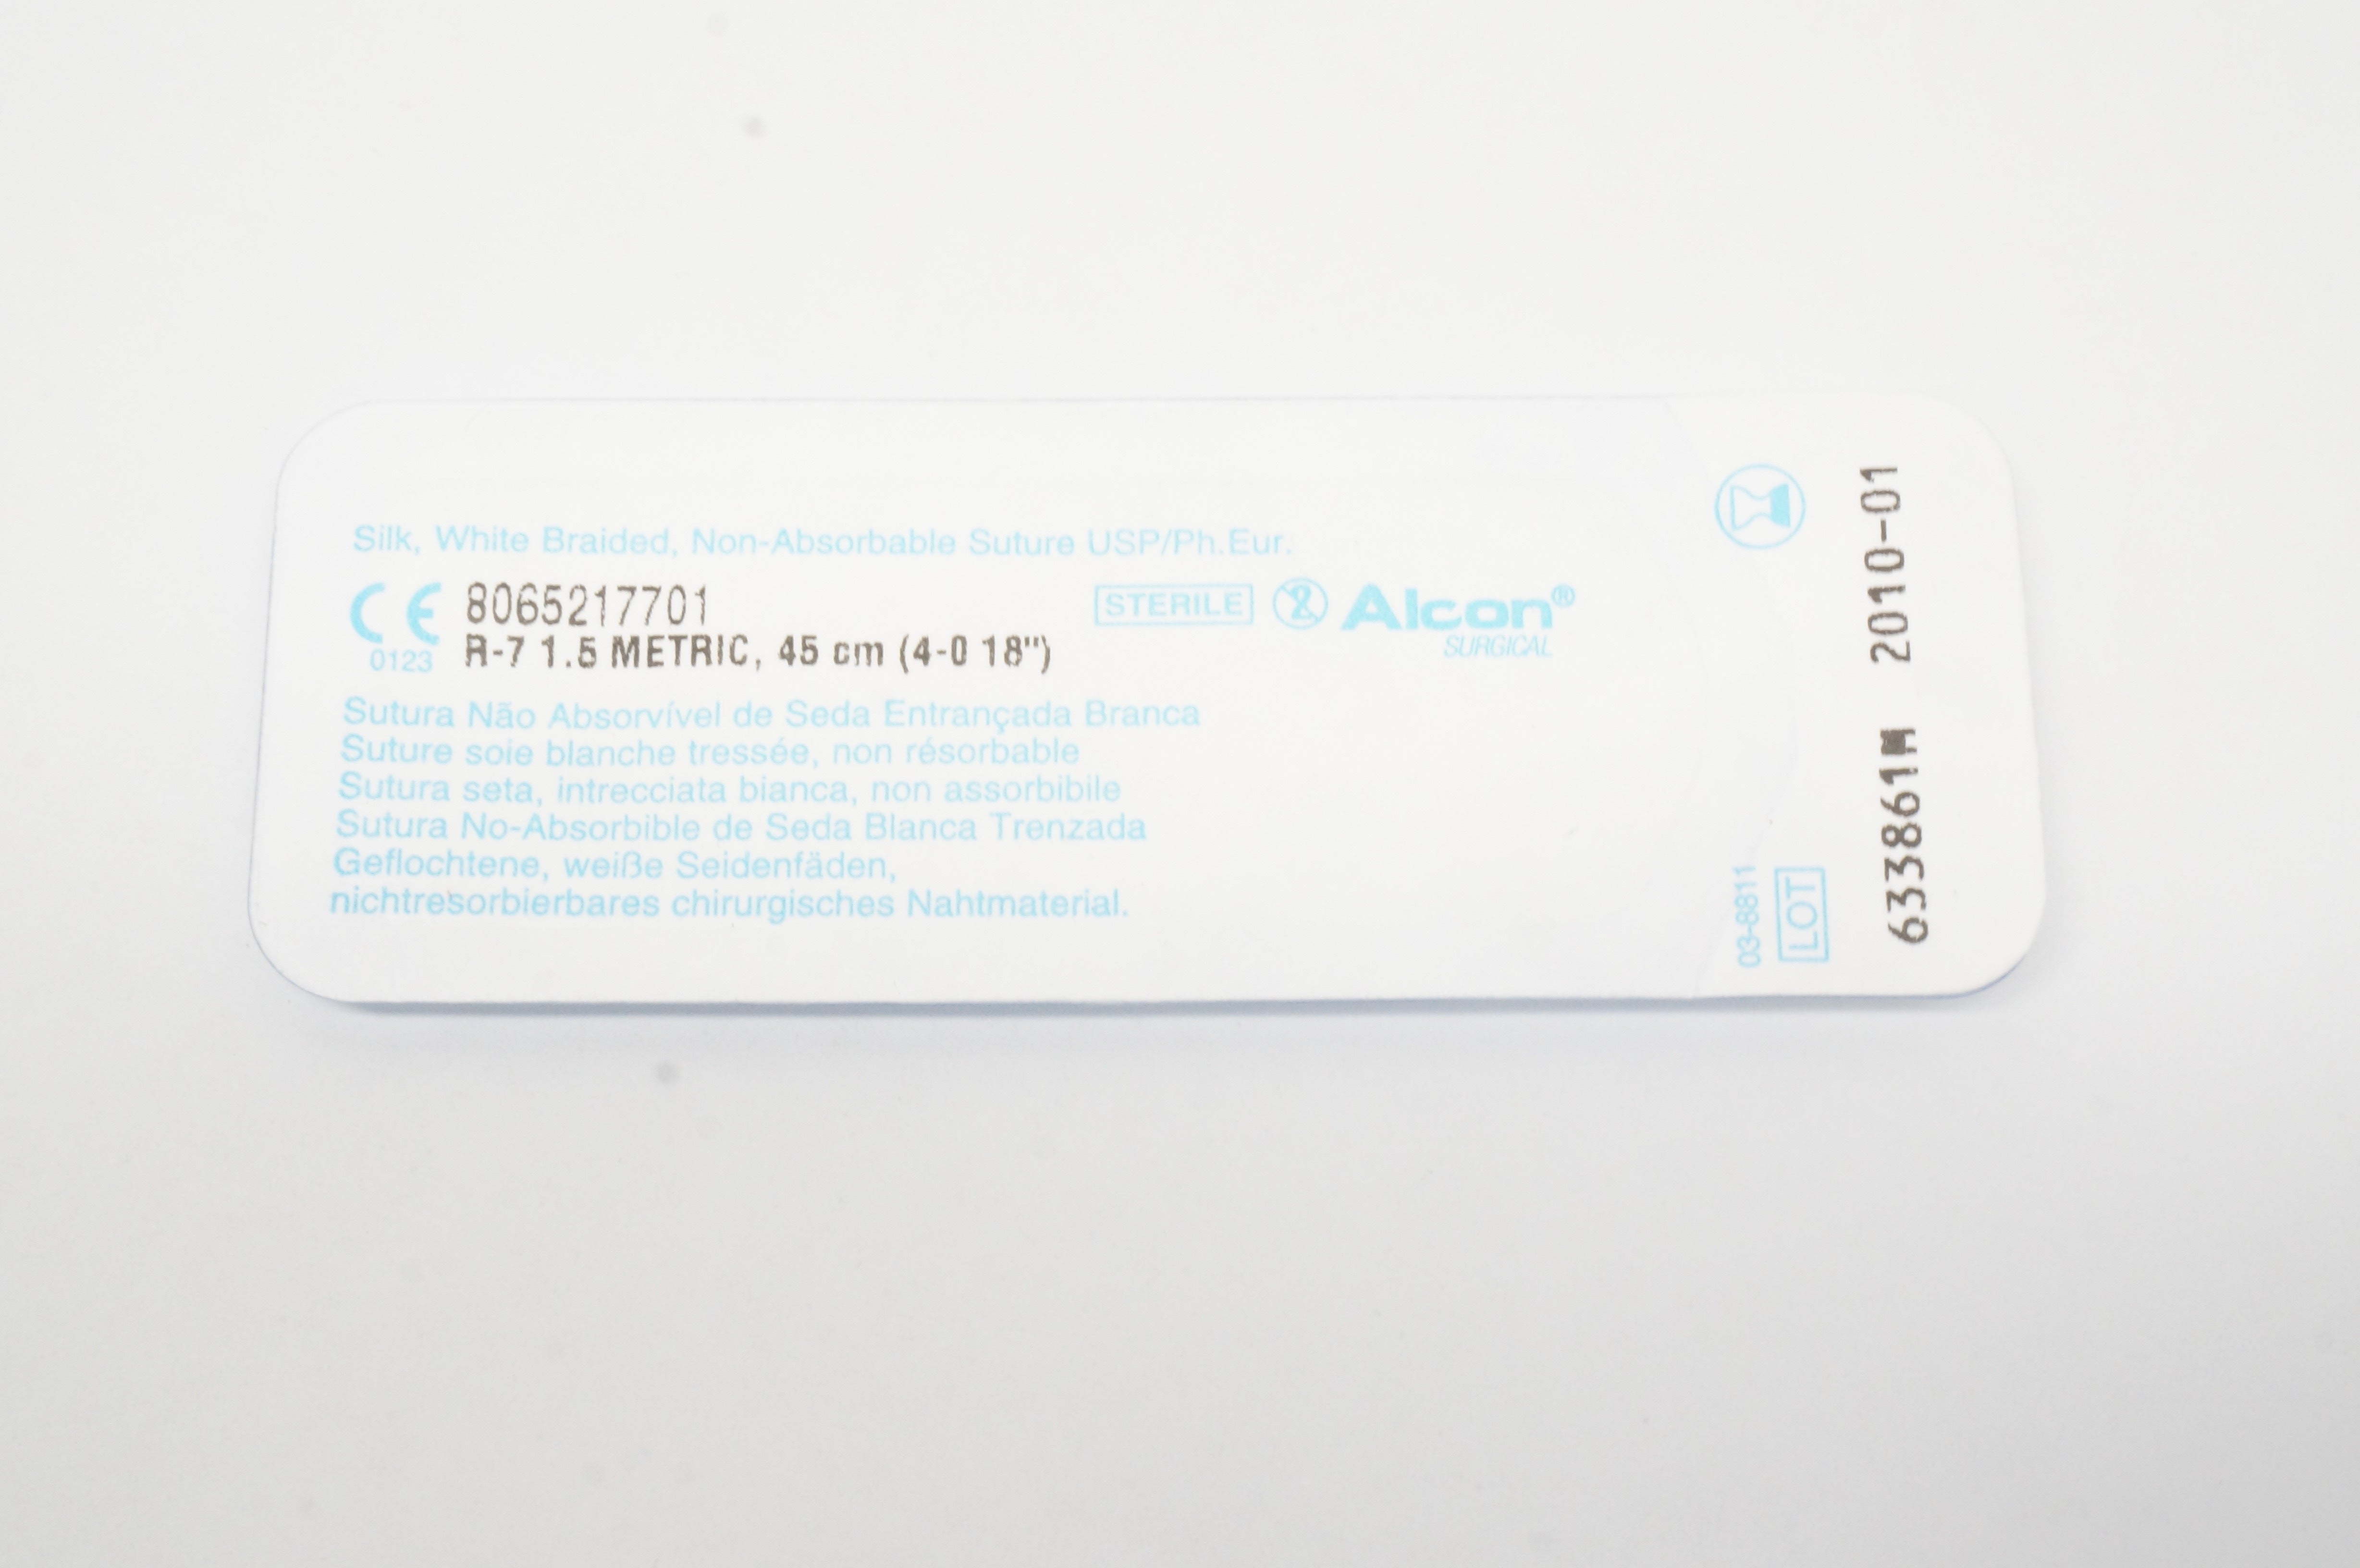 Silk, White Braided, Non-Absorbable Suture USP/Ph.Eur.
CE 8065217701 STERILE 2 Alcon®
0123 R-7 1.5 METRIC, 45 cm (4-0 18") SURGICAL
Sutura Não Absorvível de Seda Entrançada Branca
Suture soie blanche tressée, non résorbable
Sutura seta, intrecciata bianca, non assorbibile
Sutura No-Absorbible de Seda Blanca Trenzada
Geflochtene, weiße Seidenfäden,
nichtresorbierbares chirurgisches Nahtmaterial.
03-8811
LOT
633861M 2010-01